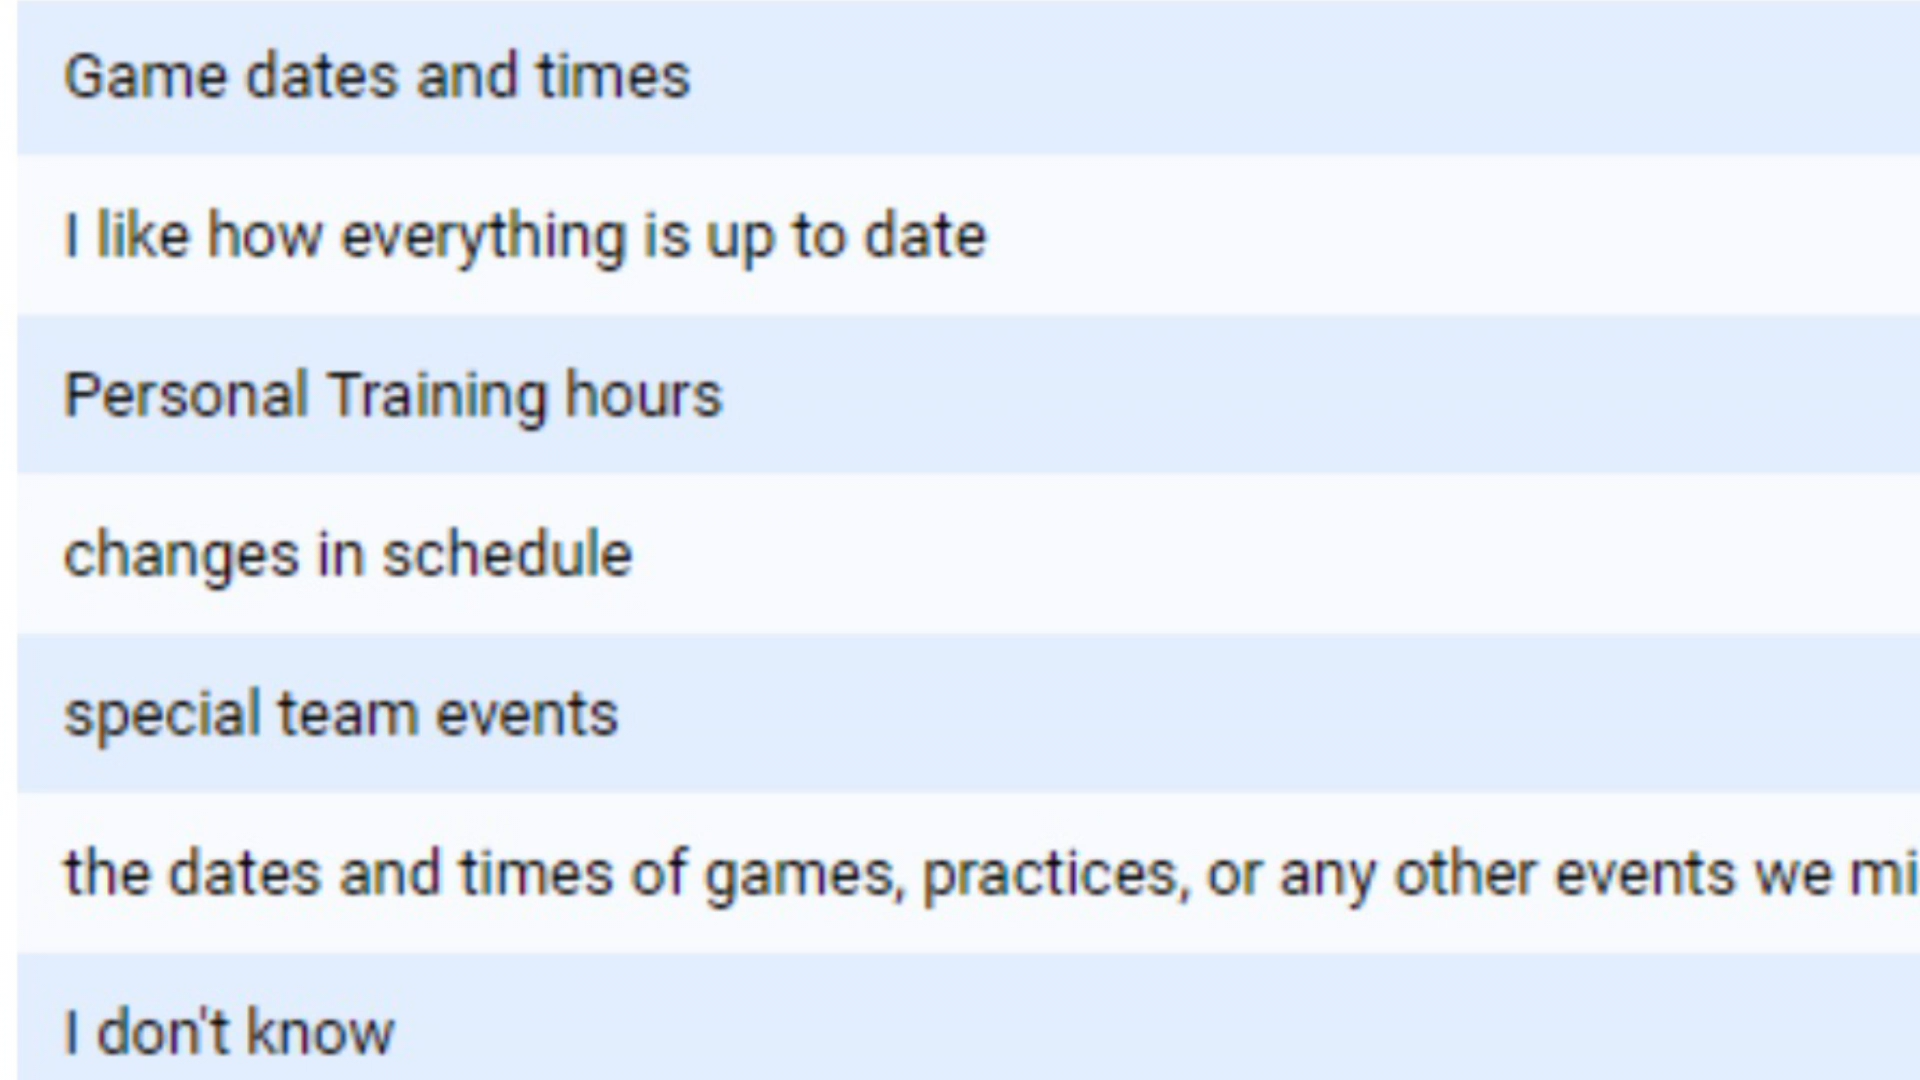 Game dates and times
I like how everything is up to date
Personal Training hours
changes in schedule
special team events
the dates and times of games, practices, or any other events we
I don't know